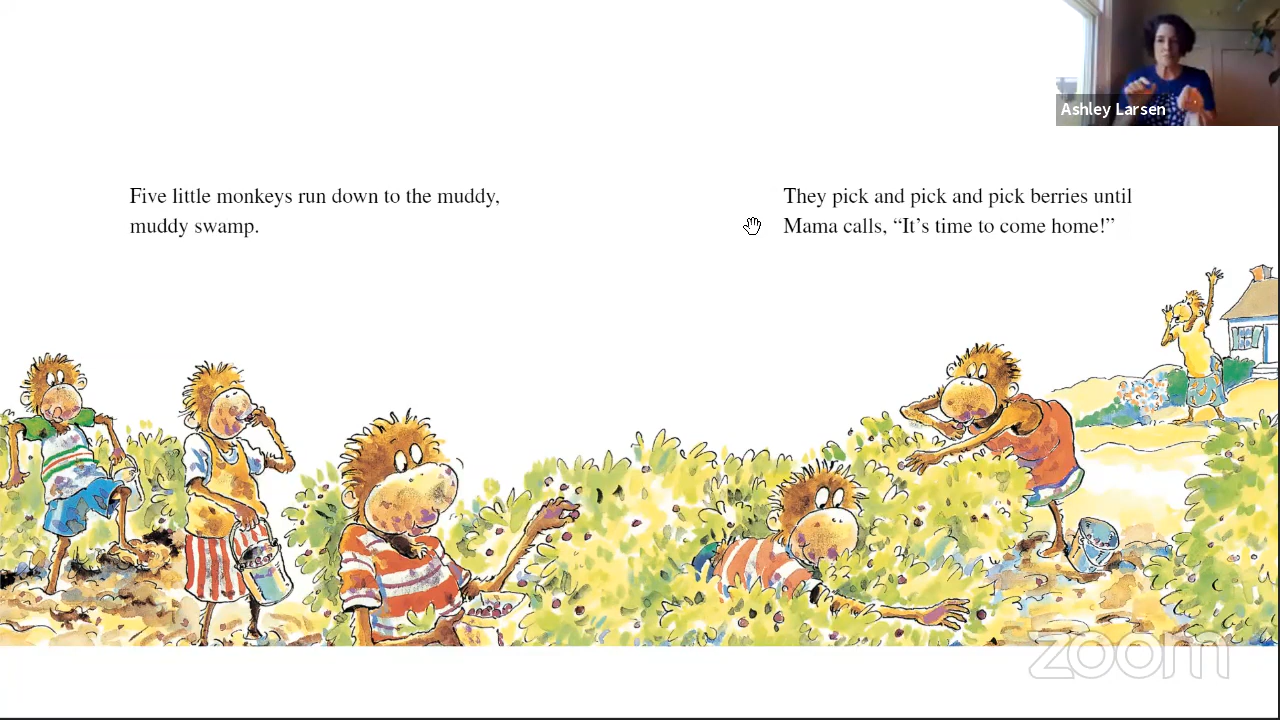 Ashley Larsen
Five little monkeys run down to the muddy,
muddy swamp.
They pick and pick and pick berries until
Mama calls, “It’s time to come home!”
zoom